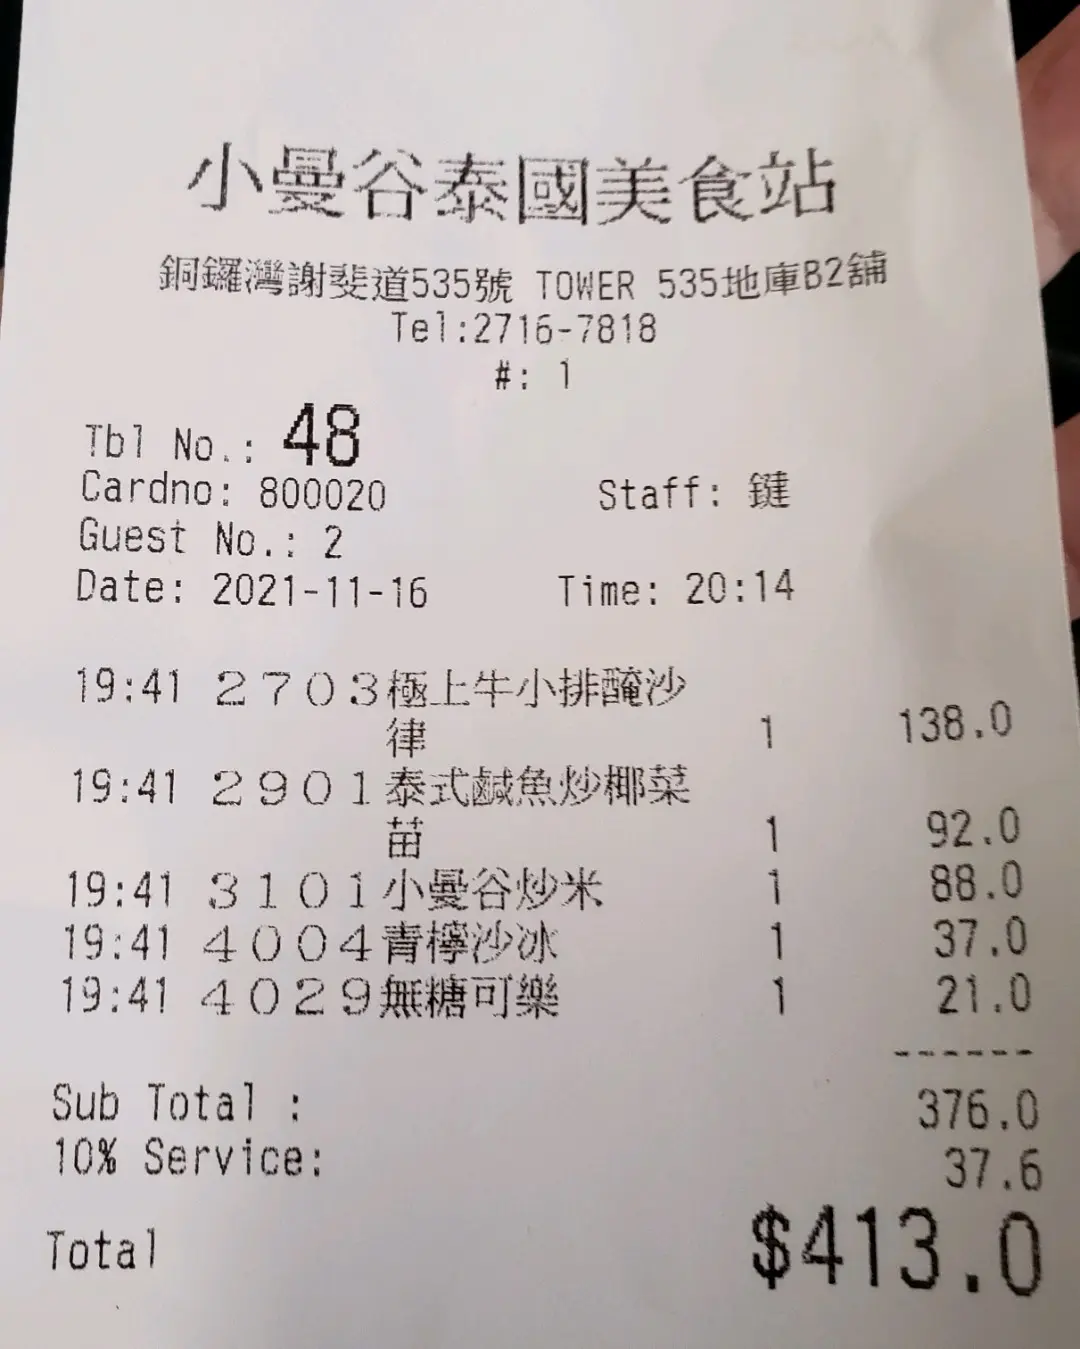 小曼谷泰國美食站
銅鑼灣謝斐道535號 TOWER 535地庫B2舖
Tel:2716-7818
#: 1
Tbl No.: 48
Cardno: 800020 Staff: 鍵
Guest No.: 2
Date: 2021-11-16 Time: 20:14
19:41 2703極上牛小排醃沙
律 1 138.0
19:41 2901泰式鹹魚炒椰菜
苗 1 92.0
19:41 3101小曼谷炒米 1 88.0
19:41 4004青檸沙冰 1 37.0
19:41 4029無糖可樂 1 21.0
------
Sub Total : 376.0
10% Service: 37.6
Total $413.0